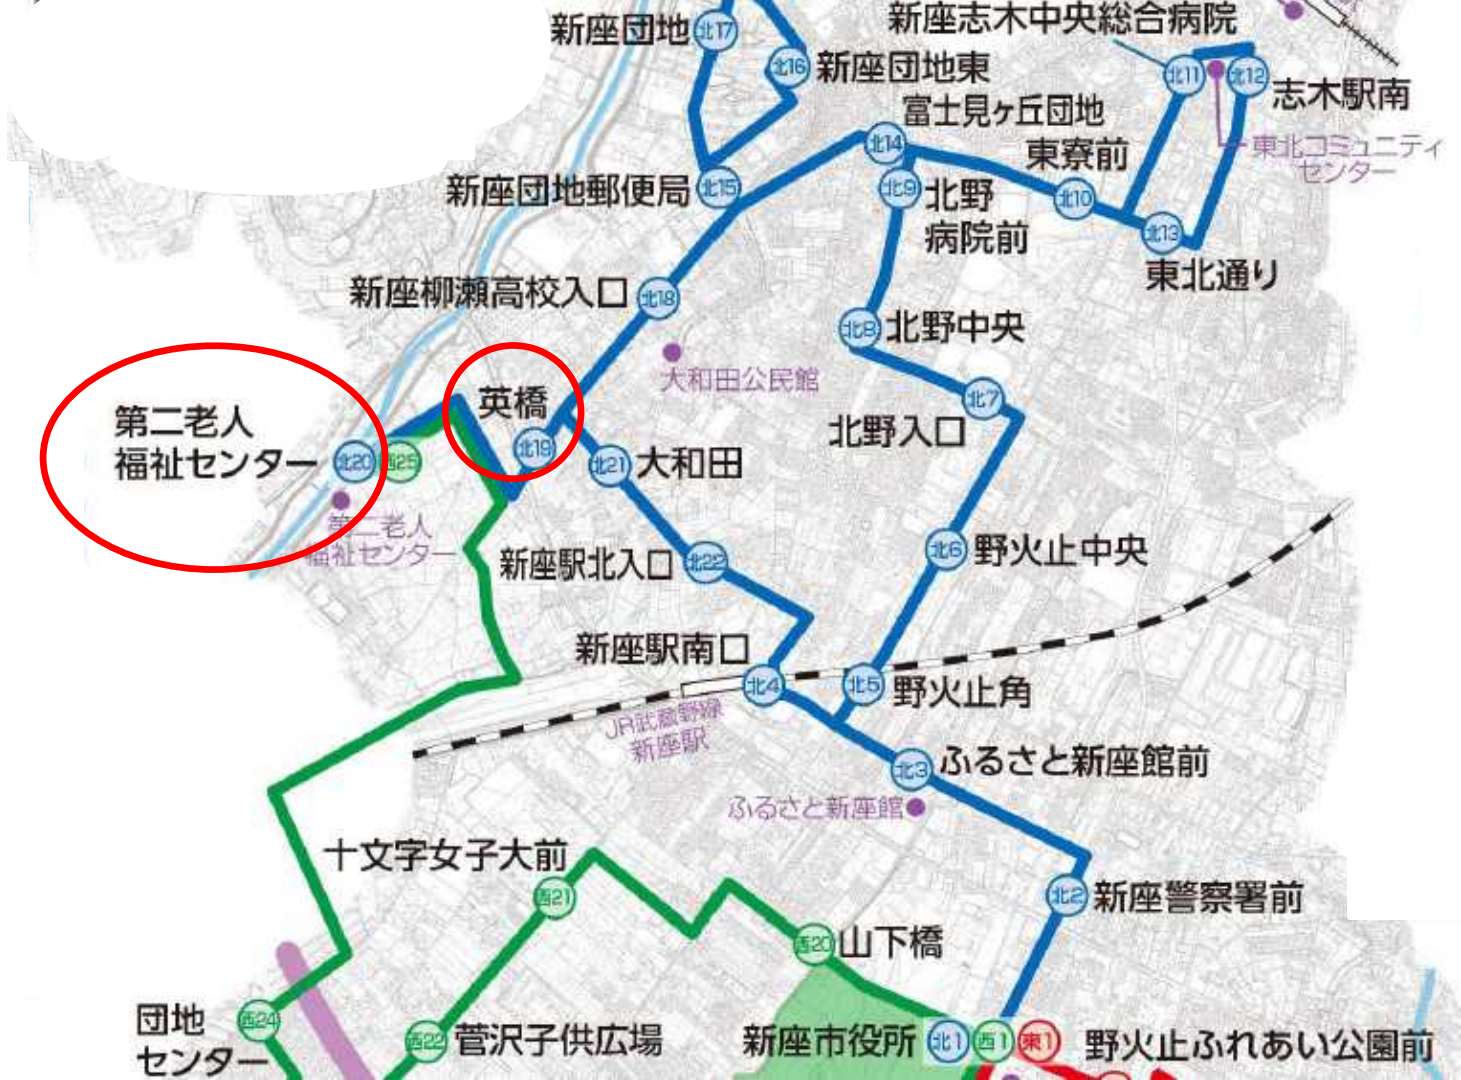 新座団地
北17
北16
新座団地東
新座志木中央総合病院
北11
北12
志木駅南
東北コミュニティ
センター
富士見ヶ丘団地
北14
東寮前
北10
北13
東北通り
新座団地郵便局
北15
北9
北野
病院前
新座柳瀬高校入口
北18
北8
北野中央
大和田公民館
北7
北野入口
英橋
北19
第二老人
福祉センター
北20
西25
第二老人
福祉センター
北21
大和田
北6
野火止中央
新座駅北入口
北22
新座駅南口
北4
北5
野火止角
JR武蔵野線
新座駅
北3
ふるさと新座館前
ふるさと新座館
十文字女子大前
西21
北2
新座警察署前
西20
山下橋
団地
センター
西24
西22
菅沢子供広場
新座市役所
北1
西1
東1
野火止ふれあい公園前